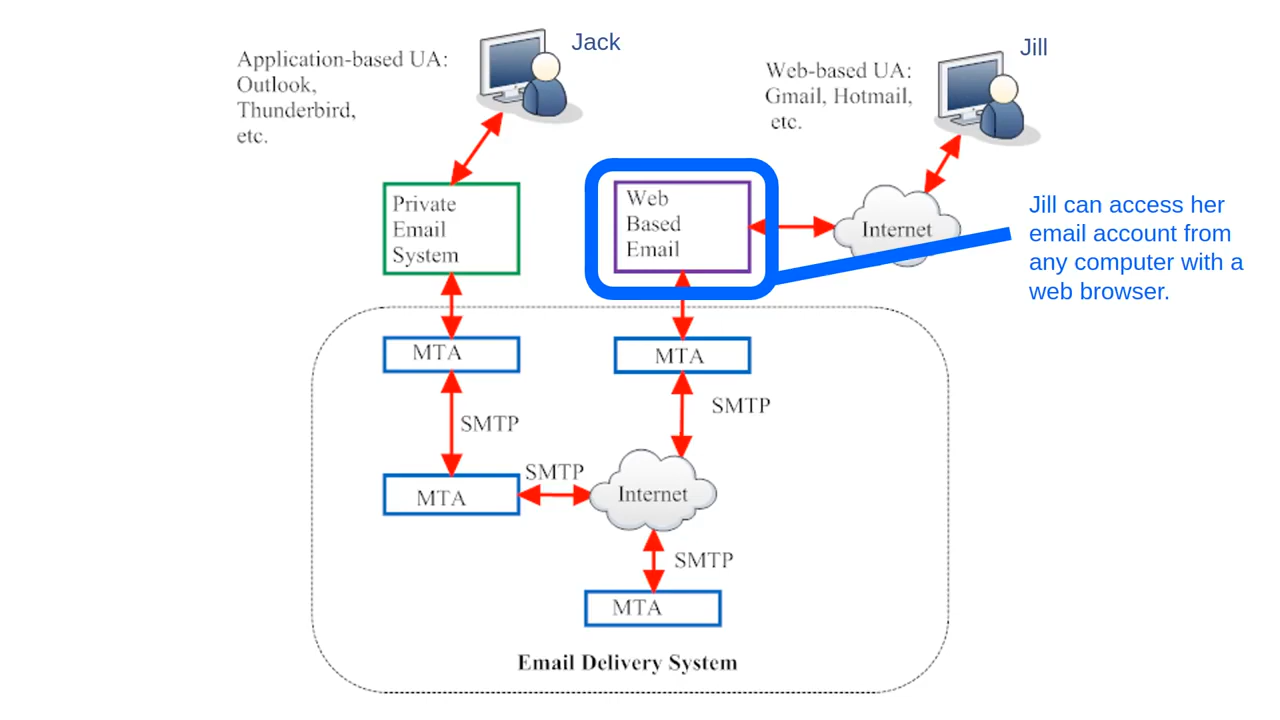 Jack
Application-based UA:
Outlook,
Thunderbird,
etc.
Jill
Web-based UA:
Gmail, Hotmail,
etc.
Private
Email
System
Web
Based
Email
Internet
Jill can access her
email account from
any computer with a
web browser.
MTA
MTA
SMTP
SMTP
SMTP
MTA
Internet
SMTP
MTA
Email Delivery System